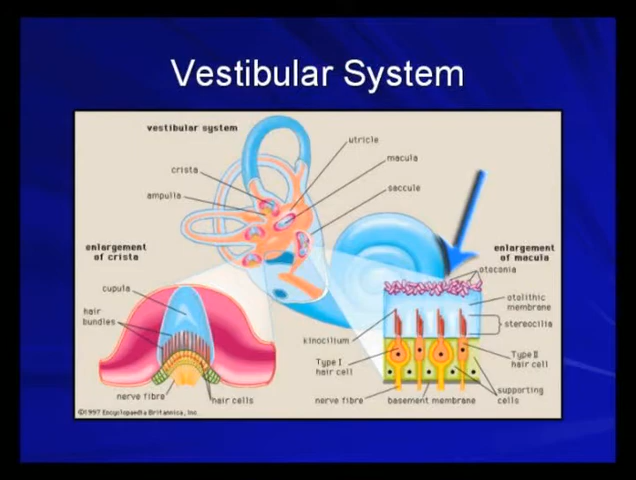 Vestibular System
vestibular system
utricle
macula
crista
saccule
ampulla
enlargement
of crista
enlargement
of macula
otoconia
cupula
otolithic
membrane
hair
bundles
stereocilia
kinocilium
Type I
hair cell
Type II
hair cell
nerve fibre
hair cells
nerve fibre
basement membrane
supporting
cells
©1997 Encyclopaedia Britannica, Inc.